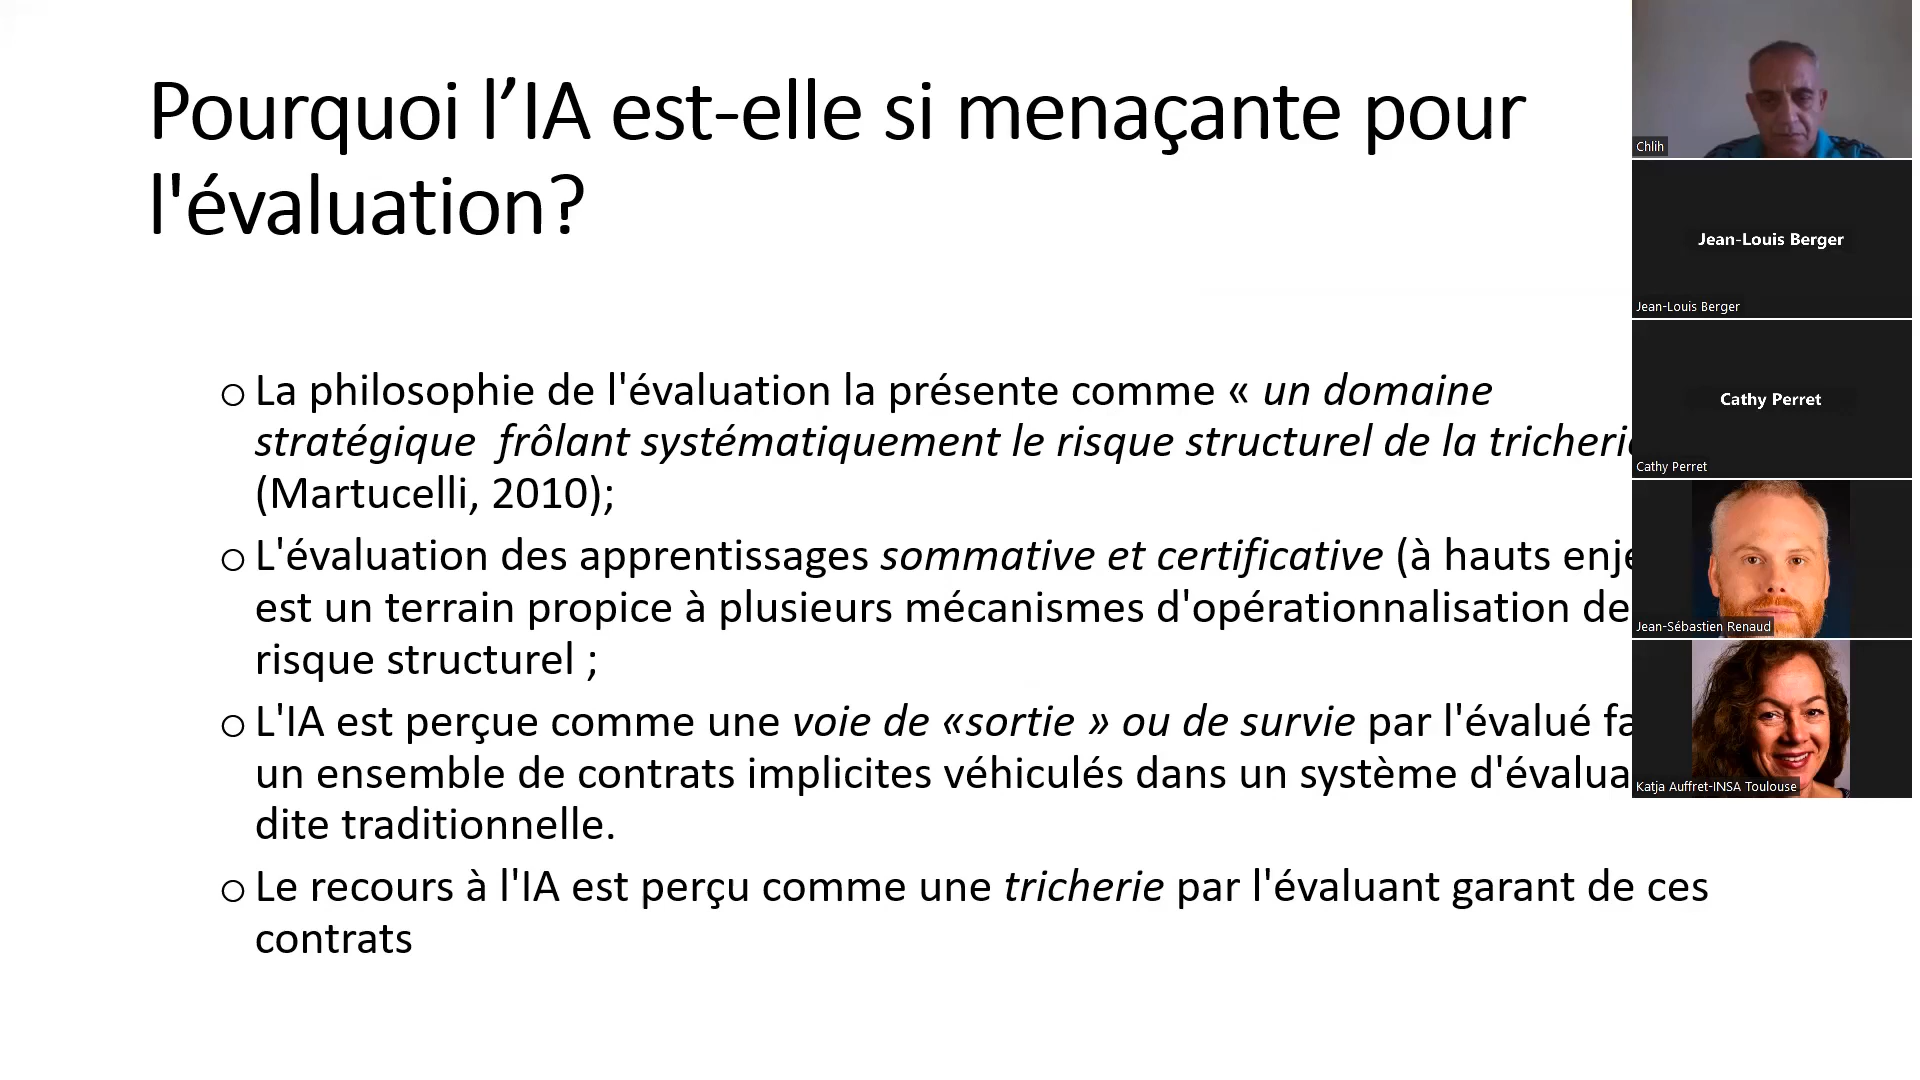 Pourquoi l’IA est-elle si menaçante pour
l'évaluation?
o La philosophie de l'évaluation la présente comme « un domaine
stratégique frôlant systématiquement le risque structurel de la
(Martucelli, 2010);
o L'évaluation des apprentissages sommative et certificative (à hauts
est un terrain propice à plusieurs mécanismes d'opérationnalisation de
risque structurel ;
o L'IA est perçue comme une voie de «sortie » ou de survie par l'évalué
un ensemble de contrats implicites véhiculés dans un système
dite traditionnelle.
o Le recours à l'IA est perçu comme une tricherie par l'évaluant garant de ces
contrats
Chlih
Jean-Louis Berger
Jean-Louis Berger
Cathy Perret
Cathy Perret
Jean-Sébastien Renaud
Katja Auffret-INSA Toulouse